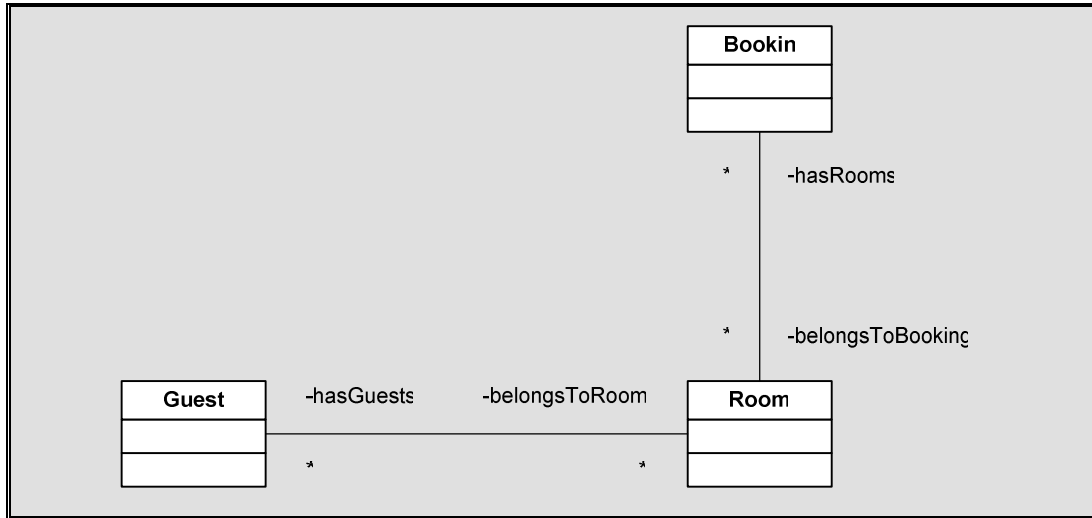 Bookin
*
-hasRooms
*
-belongsToBooking
Guest
-hasGuests
-belongsToRoom
Room
*
*